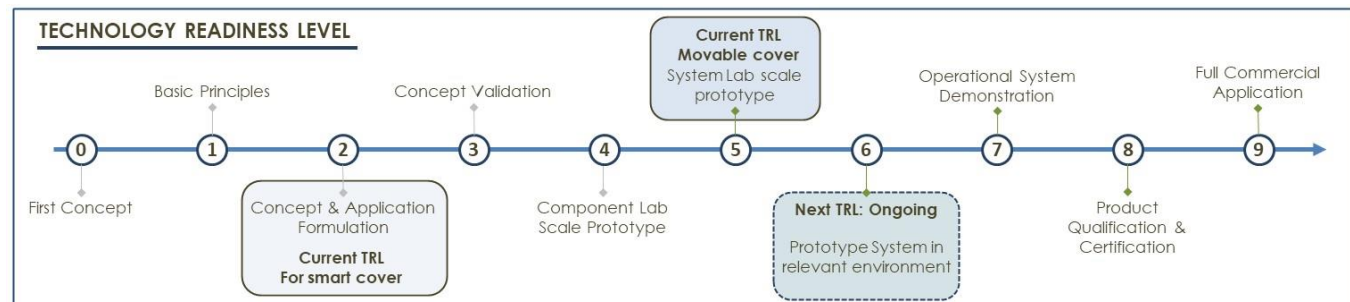 TECHNOLOGY READINESS LEVEL
Current TRL
Movable cover
System Lab scale
prototype
Basic Principles
Concept Validation
Operational System
Demonstration
Full Commercial
Application
0
1
2
3
4
5
6
7
8
9
First Concept
Concept & Application
Formulation
Current TRL
For smart cover
Component Lab
Scale Prototype
Next TRL: Ongoing
Prototype System in
relevant environment
Product
Qualification &
Certification